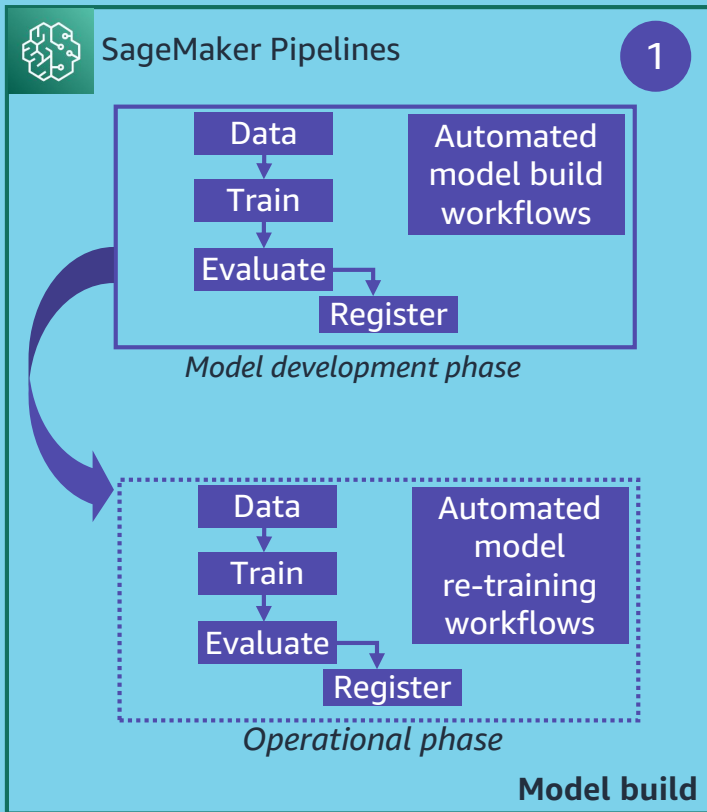 SageMaker Pipelines
1
Data
Train
Evaluate
Register
Automated
model build
workflows
Model development phase
Data
Train
Evaluate
Register
Automated
model
re-training
workflows
Operational phase
Model build